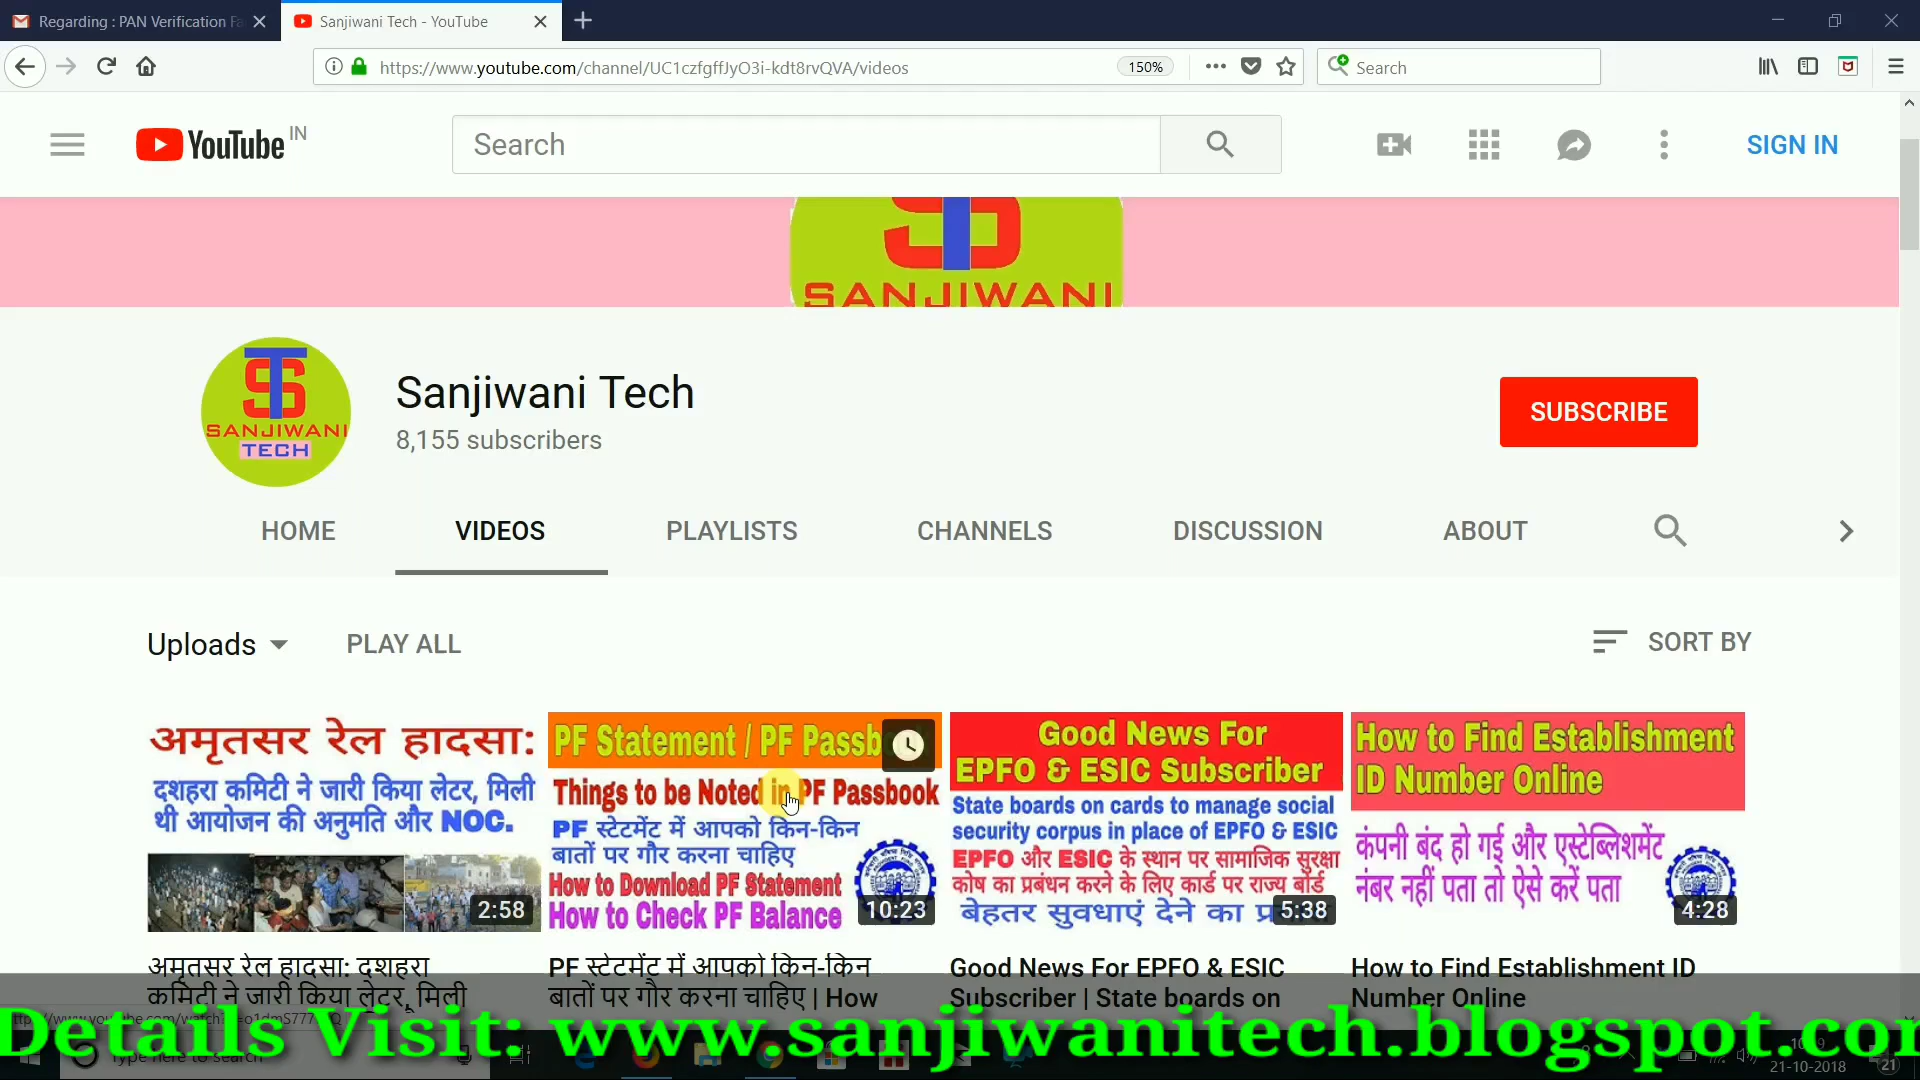 Regarding : PAN Verification Fa
Sanjiwani Tech - YouTube
https://www.youtube.com/channel/UC1czfgffJyO3i-kdt8rvQVA/videos
150%
Search
YouTube IN
Search
SIGN IN
SANJIWANI
SANJIWANI
TECH
Sanjiwani Tech
8,155 subscribers
SUBSCRIBE
HOME
VIDEOS
PLAYLISTS
CHANNELS
DISCUSSION
ABOUT
Uploads
PLAY ALL
SORT BY
अमृतसर रेल हादसा:
दशहरा कमिटी ने जारी किया लेटर, मिली
थी आयोजन की अनुमति और NOC.
2:58
PF Statement / PF Passb
Things to be Noted in PF Passbook
PF स्टेटमेंट में आपको किन-किन
बातों पर गौर करना चाहिए
How to Download PF Statement
How to Check PF Balance
10:23
Good News For
EPFO & ESIC Subscriber
State boards on cards to manage social
security corpus in place of EPFO & ESIC
EPFO और ESIC के स्थान पर सामाजिक सुरक्षा
कोष का प्रबंधन करने के लिए कार्ड पर राज्य बोर्ड
बेहतर सुवधाएं देने का प्र
5:38
How to Find Establishment
ID Number Online
कंपनी बंद हो गई और एस्टेब्लिशमेंट
नंबर नहीं पता तो ऐसे करें पता
4:28
अमृतसर रेल हादसा: दशहरा
कमिटी ने जारी किया लेटर, मिली
PF स्टेटमेंट में आपको किन-किन
बातों पर गौर करना चाहिए | How
Good News For EPFO & ESIC
Subscriber | State boards on
How to Find Establishment ID
Number Online
Details Visit: www.sanjiwanitech.blogspot.co
Type here to search
21-10-2018
21